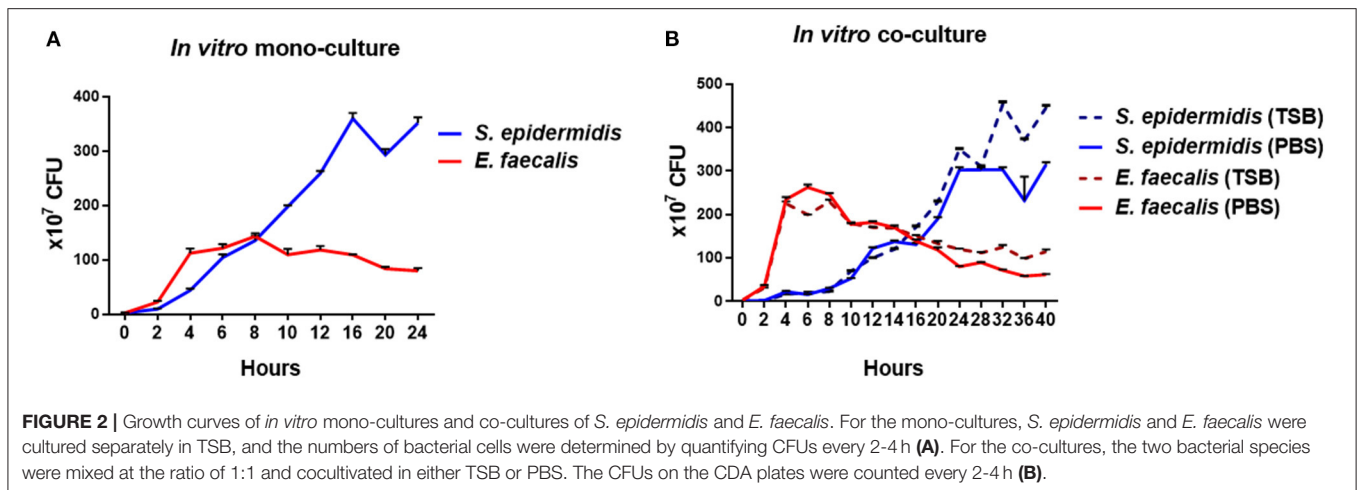 A
In vitro mono-culture
400
300
200
100
0
x10⁷ CFU
0 2 4 6 8 10 12 16 20 24
Hours
S. epidermidis
E. faecalis
B
In vitro co-culture
500
400
300
200
100
0
x10⁷ CFU
0 2 4 6 8 10 12 14 16 20 24 28 32 36 40
Hours
S. epidermidis (TSB)
S. epidermidis (PBS)
E. faecalis (TSB)
E. faecalis (PBS)
FIGURE 2 | Growth curves of in vitro mono-cultures and co-cultures of S. epidermidis and E. faecalis. For the mono-cultures, S. epidermidis and E. faecalis were
cultured separately in TSB, and the numbers of bacterial cells were determined by quantifying CFUs every 2-4 h (A). For the co-cultures, the two bacterial species
were mixed at the ratio of 1:1 and cocultivated in either TSB or PBS. The CFUs on the CDA plates were counted every 2-4 h (B).